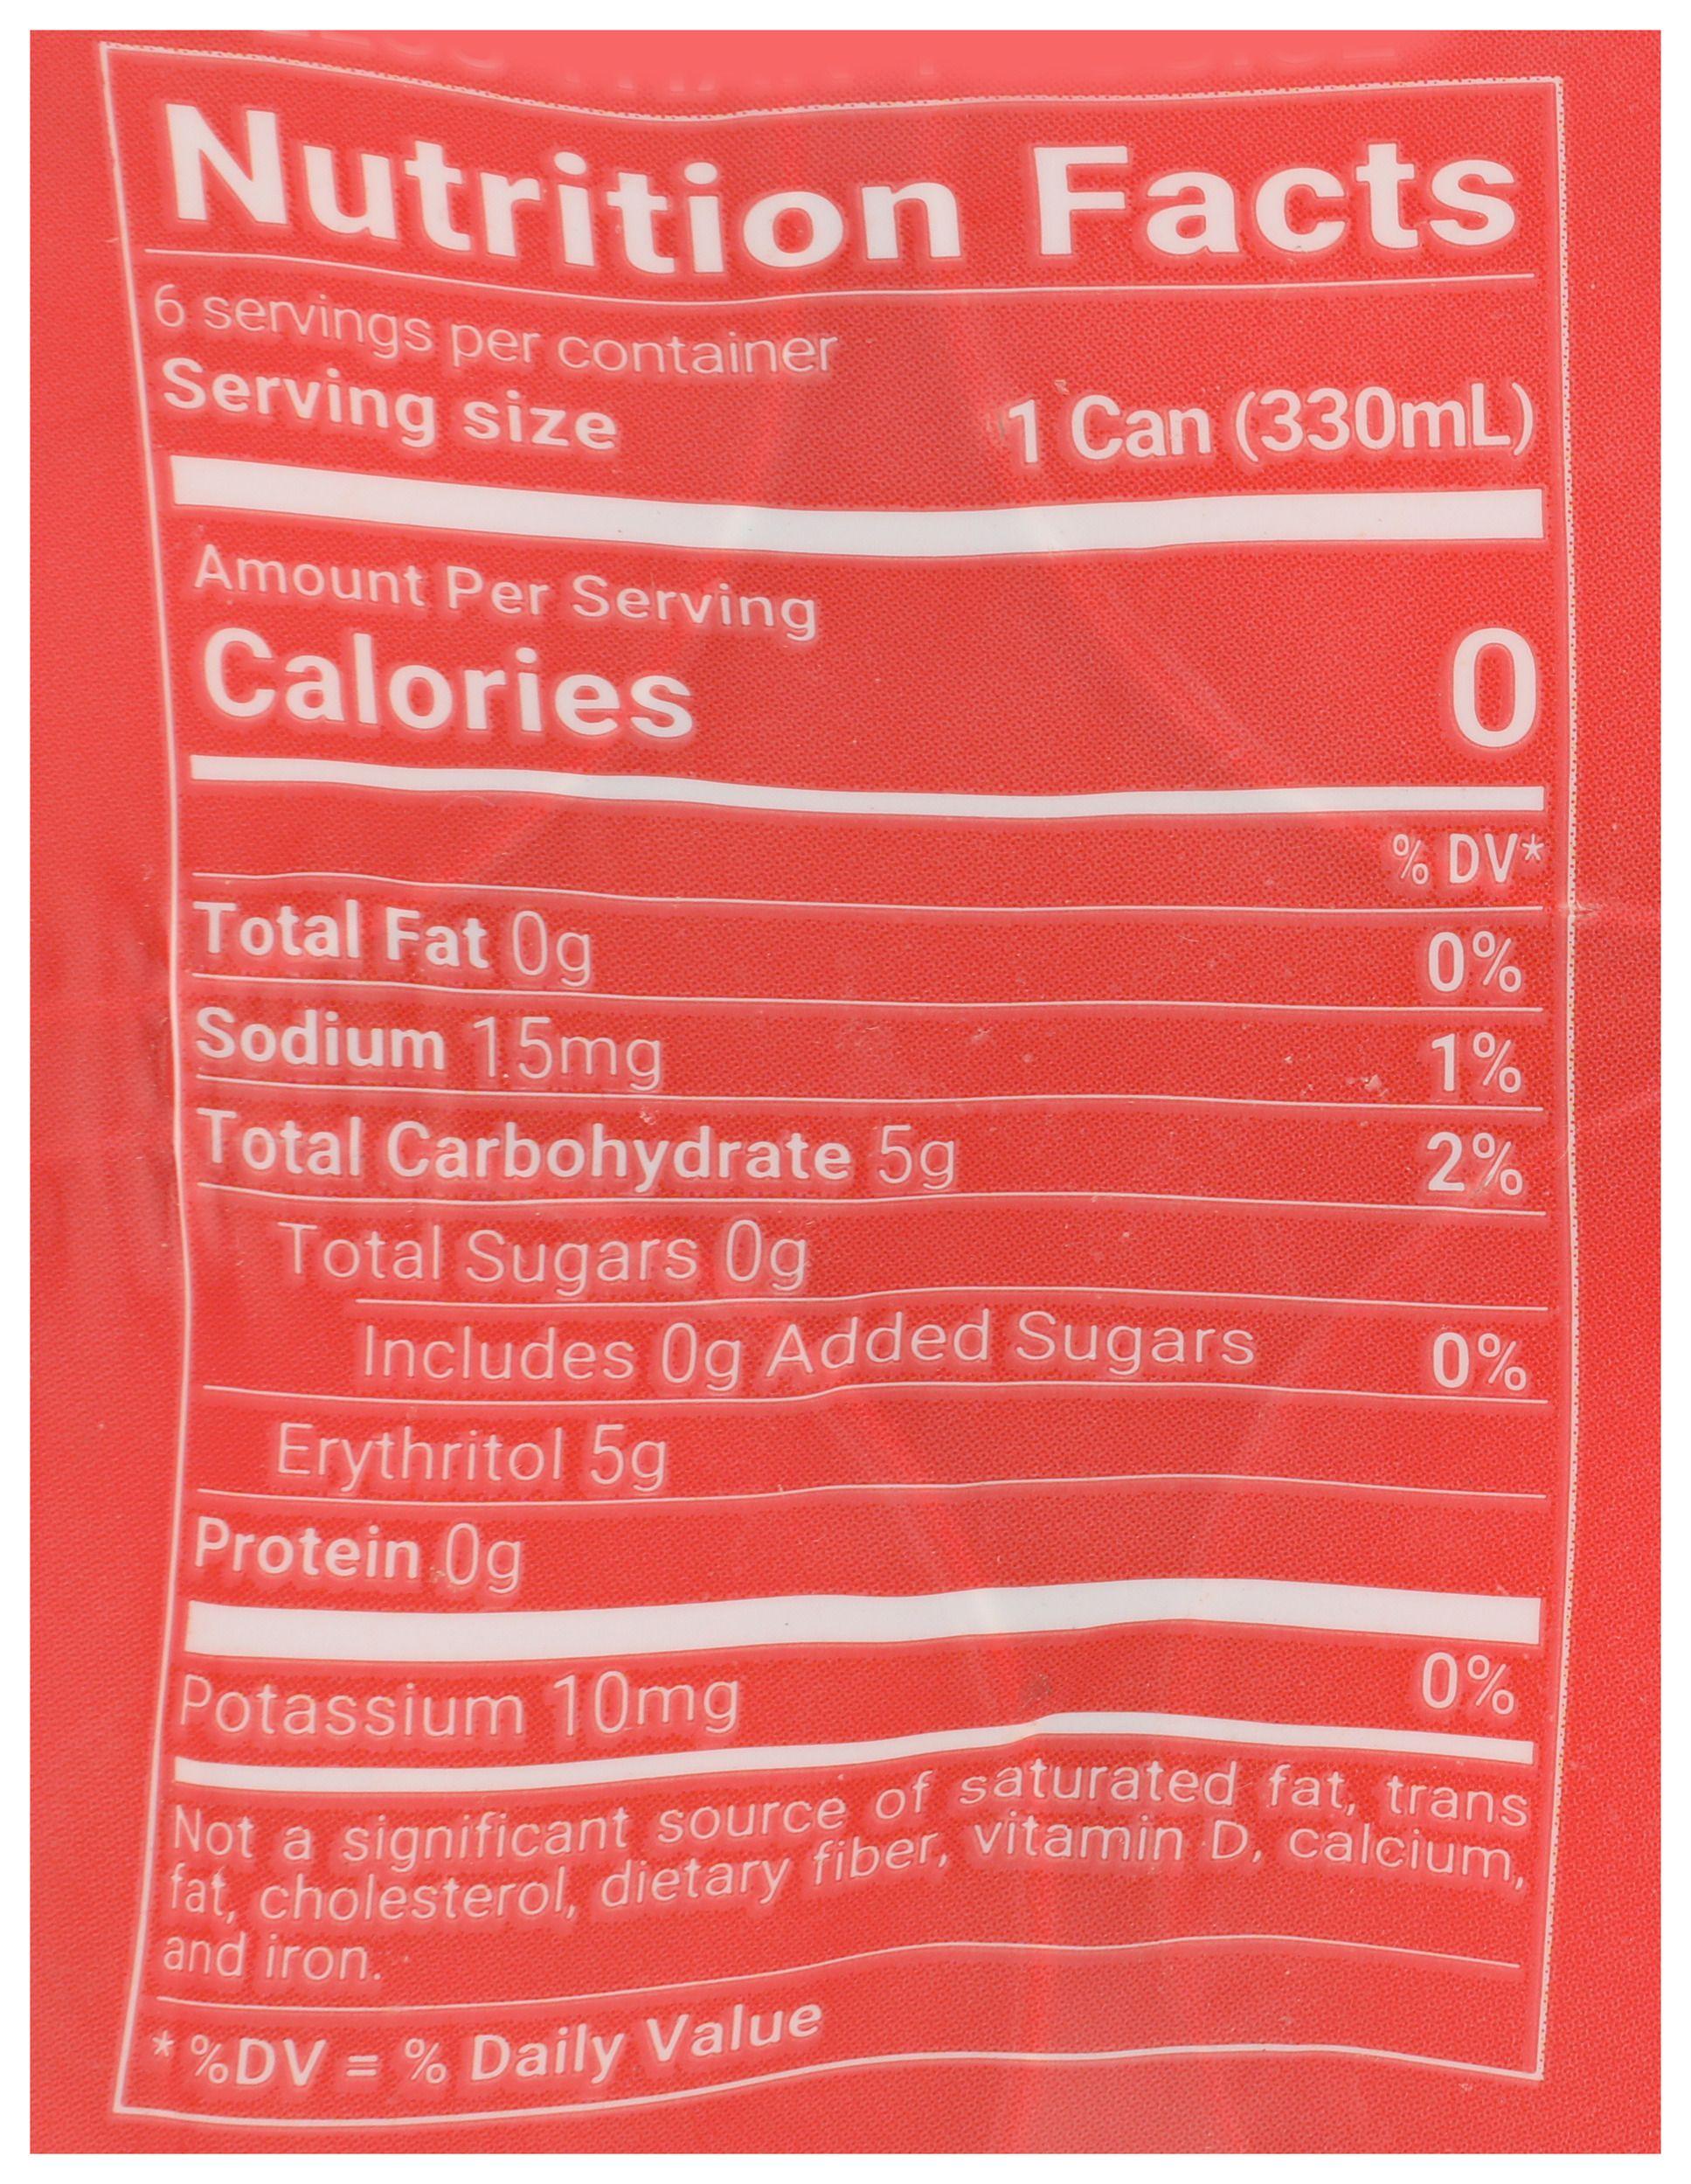 Nutrition Facts
6 servings per container
Serving size 1 Can (330mL)
Amount Per Serving
Calories 0
% DV*
Total Fat 0g 0%
Sodium 15mg 1%
Total Carbohydrate 5g 2%
Total Sugars 0g
Includes 0g Added Sugars 0%
Erythritol 5g
Protein 0g
Potassium 10mg 0%
Not a significant source of saturated fat, trans
fat, cholesterol, dietary fiber, vitamin D, calcium,
and iron.
* %DV = % Daily Value